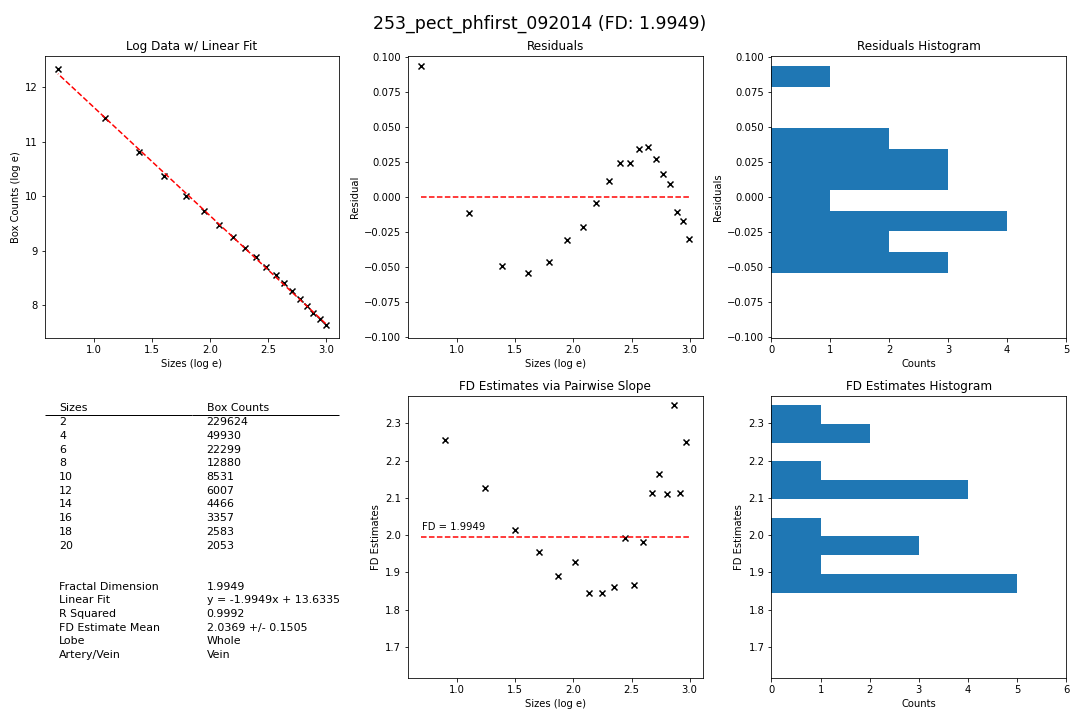 253_pect_phfirst_092014 (FD: 1.9949)
Log Data w/ Linear Fit
Box Counts (log e)
12
11
10
9
8
1.0 1.5 2.0 2.5 3.0
Sizes (log e)
Residuals
Residual
0.100
0.075
0.050
0.025
0.000
−0.025
−0.050
−0.075
−0.100
1.0 1.5 2.0 2.5 3.0
Sizes (log e)
Residuals Histogram
Residuals
0.100
0.075
0.050
0.025
0.000
−0.025
−0.050
−0.075
−0.100
0 1 2 3 4 5
Counts
Sizes Box Counts
2 229624
4 49930
6 22299
8 12880
10 8531
12 6007
14 4466
16 3357
18 2583
20 2053
Fractal Dimension 1.9949
Linear Fit y = -1.9949x + 13.6335
R Squared 0.9992
FD Estimate Mean 2.0369 +/- 0.1505
Lobe Whole
Artery/Vein Vein
FD Estimates via Pairwise Slope
FD Estimates
2.3
2.2
2.1
2.0
1.9
1.8
1.7
FD = 1.9949
1.0 1.5 2.0 2.5 3.0
Sizes (log e)
FD Estimates Histogram
FD Estimates
2.3
2.2
2.1
2.0
1.9
1.8
1.7
0 1 2 3 4 5 6
Counts